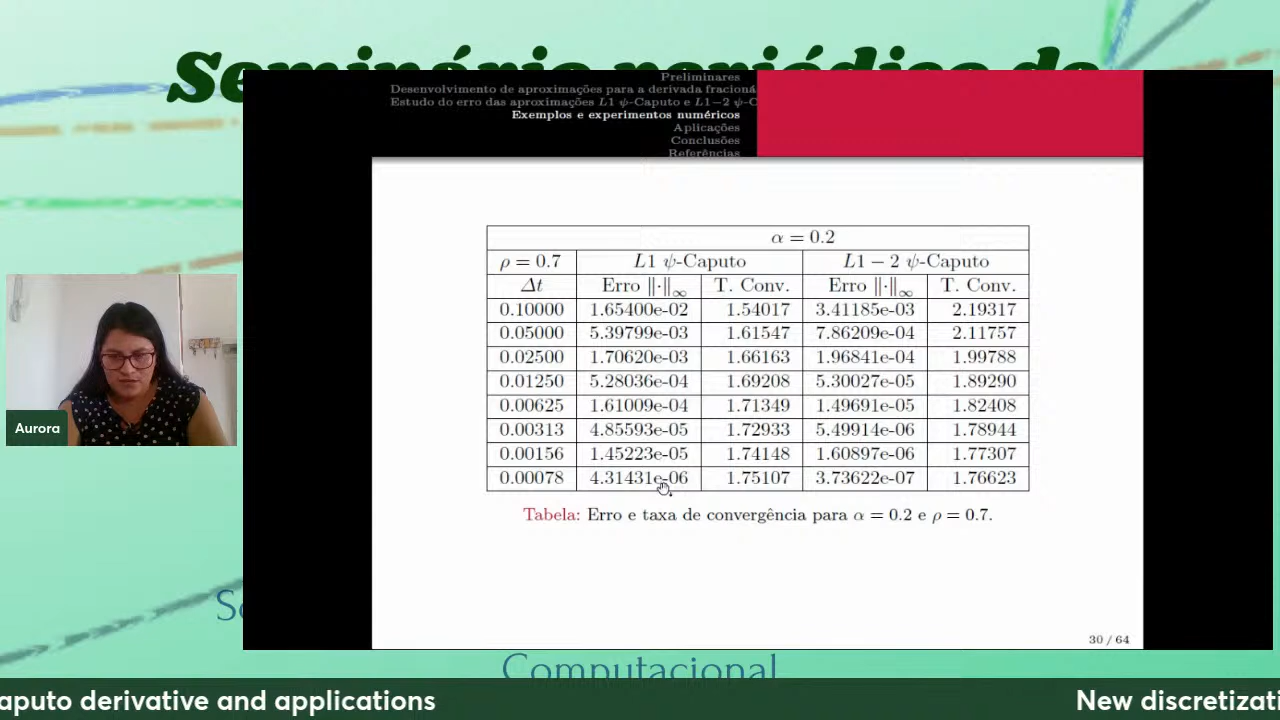 Seminário periódico de
Preliminares
Desenvolvimento de aproximações para a derivada fracioná
Estudo do erro das aproximações L1 ψ-Caputo e L1−2 ψ-C
Exemplos e experimentos numéricos
Aplicações
Conclusões
Referências
α = 0.2
ρ = 0.7 L1 ψ-Caputo L1 − 2 ψ-Caputo
Δt Erro ‖·‖∞ T. Conv. Erro ‖·‖∞ T. Conv.
0.10000 1.65400e-02 1.54017 3.41185e-03 2.19317
0.05000 5.39799e-03 1.61547 7.86209e-04 2.11757
0.02500 1.70620e-03 1.66163 1.96841e-04 1.99788
0.01250 5.28036e-04 1.69208 5.30027e-05 1.89290
0.00625 1.61009e-04 1.71349 1.49691e-05 1.82408
0.00313 4.85593e-05 1.72933 5.49914e-06 1.78944
0.00156 1.45223e-05 1.74148 1.60897e-06 1.77307
0.00078 4.31431e-06 1.75107 3.73622e-07 1.76623
Tabela: Erro e taxa de convergência para α = 0.2 e ρ = 0.7.
30 / 64
Aurora
Computacional
aputo derivative and applications New discretizati